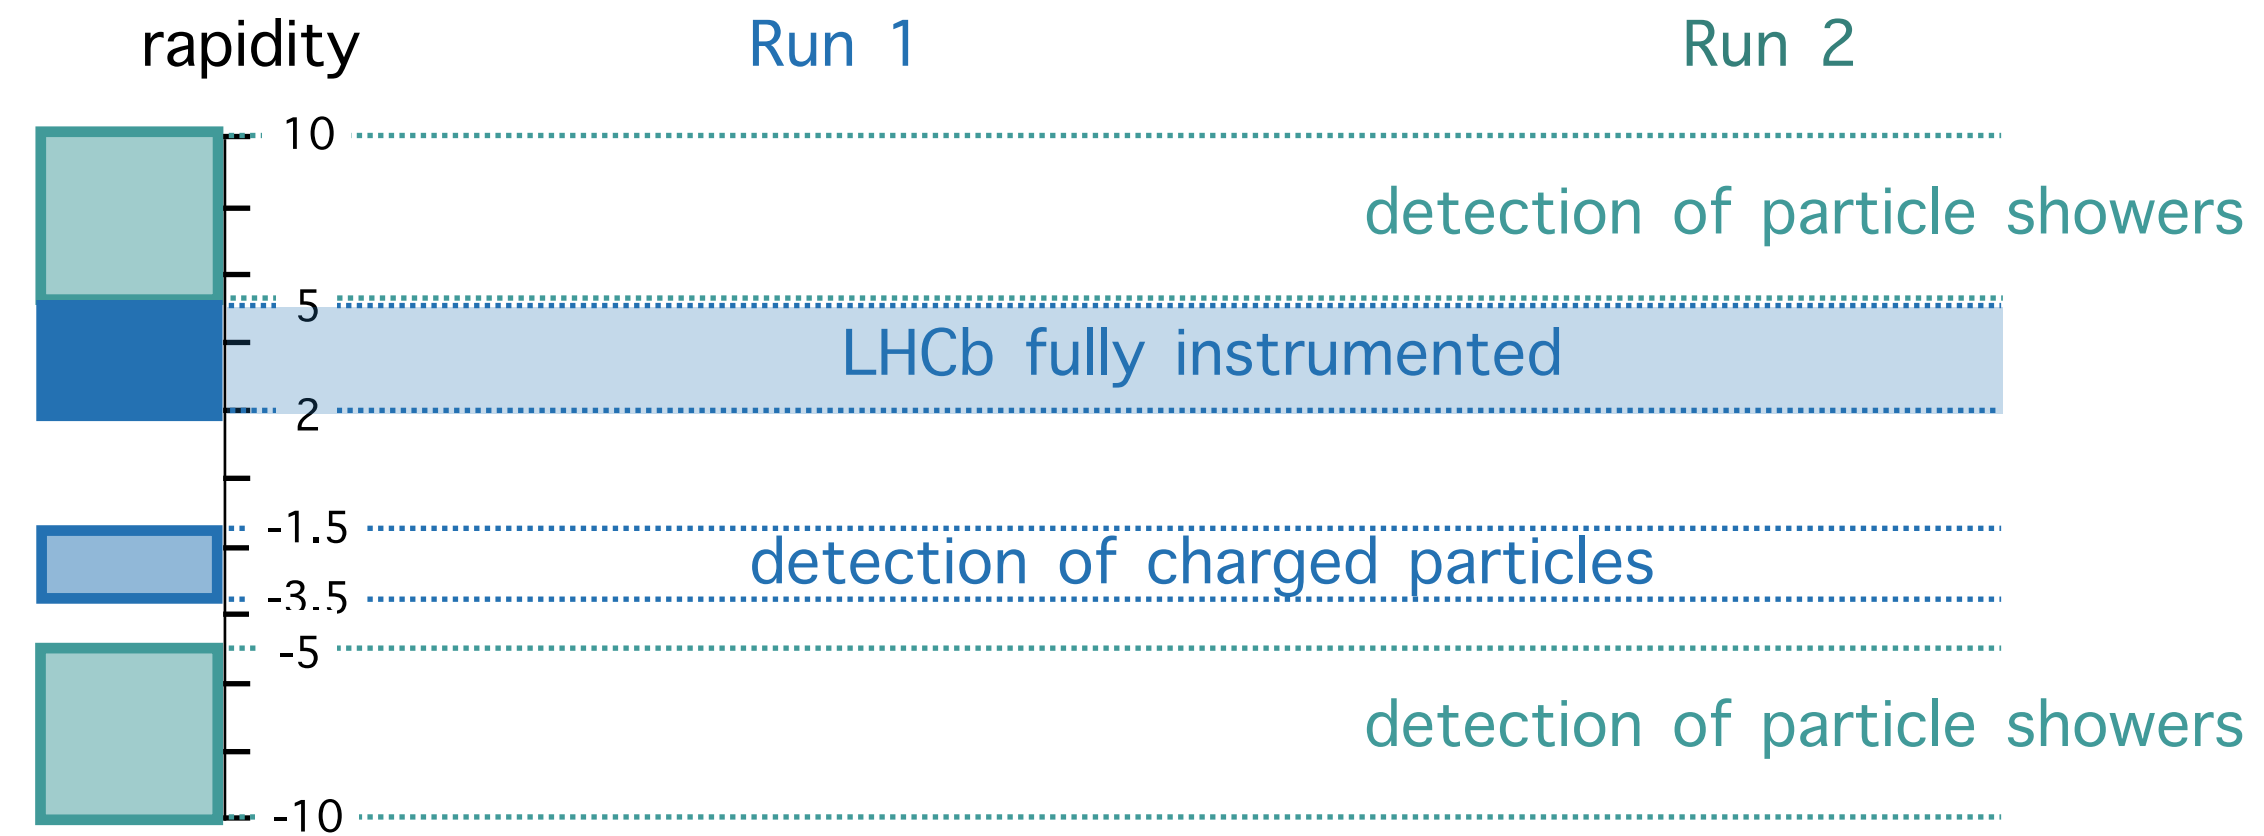 rapidity Run 1 Run 2
10
detection of particle showers
5
LHCb fully instrumented
2
-1.5
detection of charged particles
-3.5
-5
detection of particle showers
-10